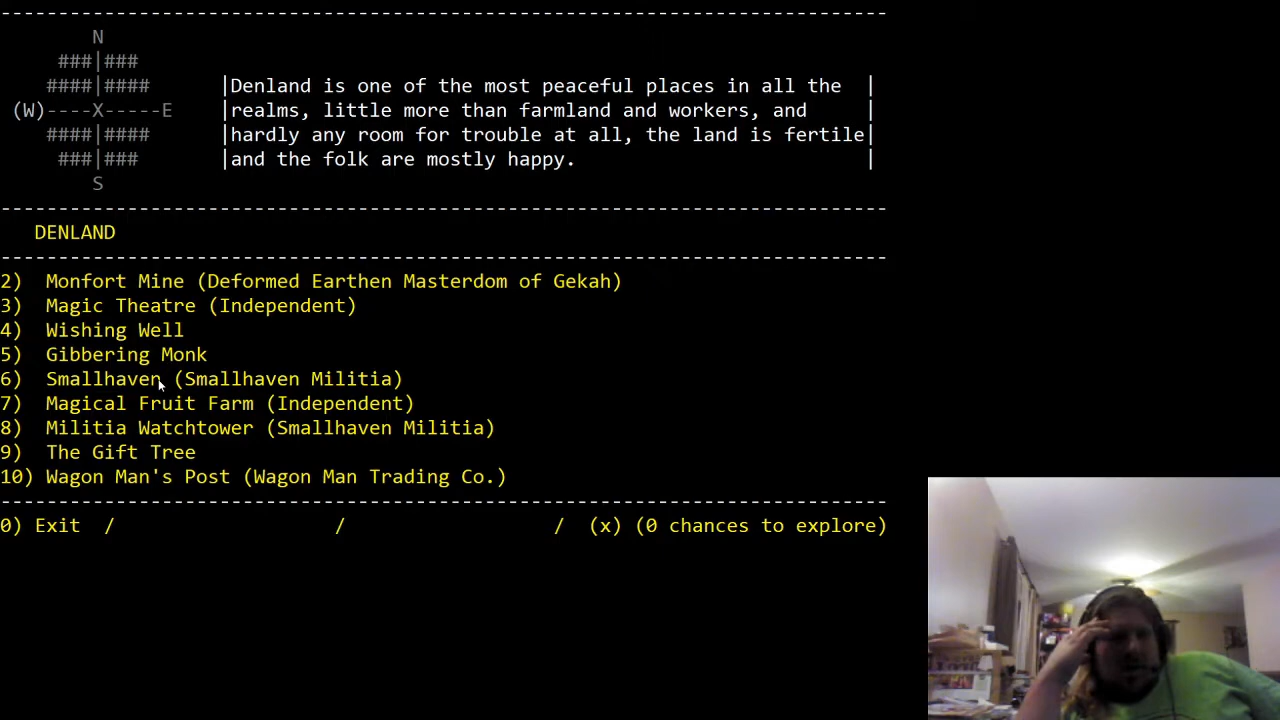 ---------------------------------------------------------------------------
N
###|###
####|#### |Denland is one of the most peaceful places in all the |
(W)----X-----E |realms, little more than farmland and workers, and |
####|#### |hardly any room for trouble at all, the land is fertile|
###|### |and the folk are mostly happy. |
S
---------------------------------------------------------------------------
DENLAND
---------------------------------------------------------------------------
2) Monfort Mine (Deformed Earthen Masterdom of Gekah)
3) Magic Theatre (Independent)
4) Wishing Well
5) Gibbering Monk
6) Smallhaven (Smallhaven Militia)
7) Magical Fruit Farm (Independent)
8) Militia Watchtower (Smallhaven Militia)
9) The Gift Tree
10) Wagon Man's Post (Wagon Man Trading Co.)
---------------------------------------------------------------------------
0) Exit / / / (x) (0 chances to explore)